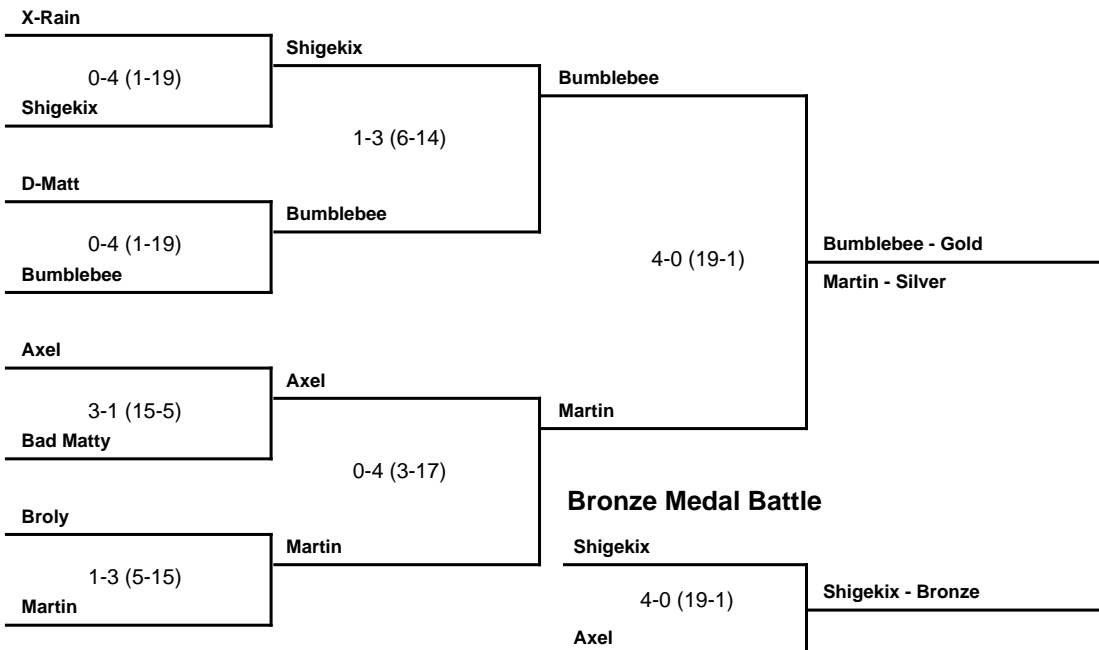 X-Rain
0-4 (1-19)
Shigekix
D-Matt
0-4 (1-19)
Bumblebee
Axel
3-1 (15-5)
Bad Matty
Broly
1-3 (5-15)
Martin
Shigekix
1-3 (6-14)
Bumblebee
Axel
0-4 (3-17)
Martin
Bumblebee
4-0 (19-1)
Martin
Bumblebee - Gold
Martin - Silver
Bronze Medal Battle
Shigekix
4-0 (19-1)
Axel
Shigekix - Bronze